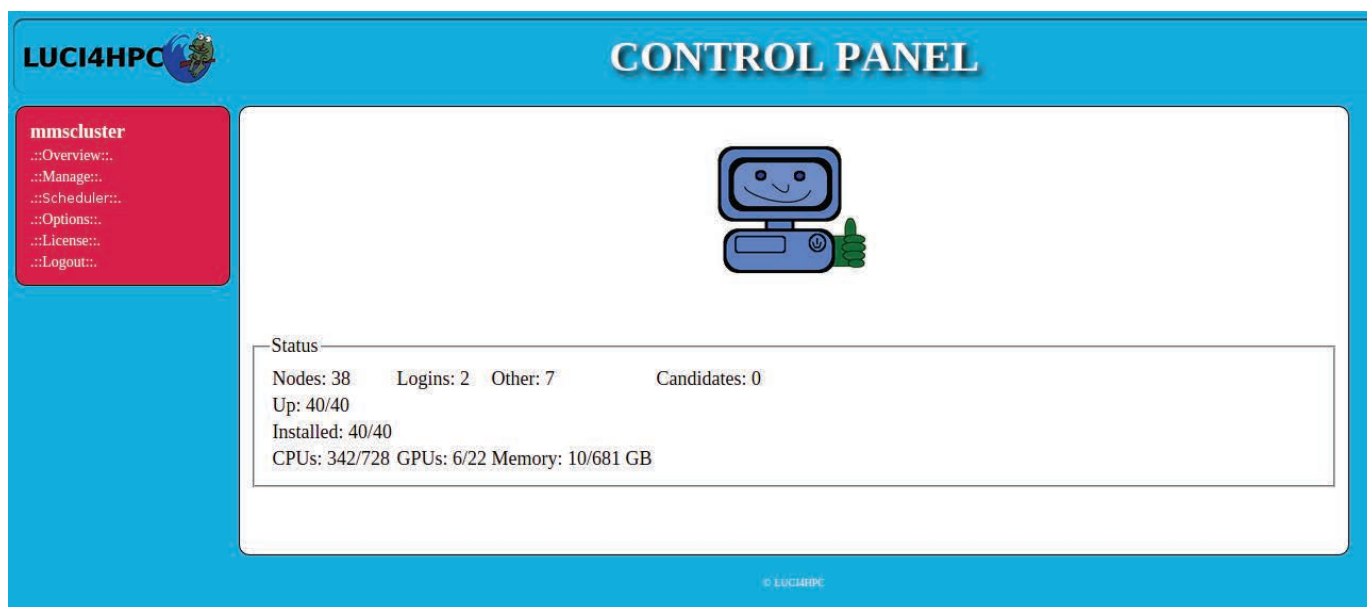 LUCI4HPC
CONTROL PANEL
mmscluster
.::Overview::.
.::Manage::.
.::Scheduler::.
.::Options::.
.::License::.
.::Logout::.
Status
Nodes: 38 Logins: 2 Other: 7 Candidates: 0
Up: 40/40
Installed: 40/40
CPUs: 342/728 GPUs: 6/22 Memory: 10/681 GB
© LUCI4HPC